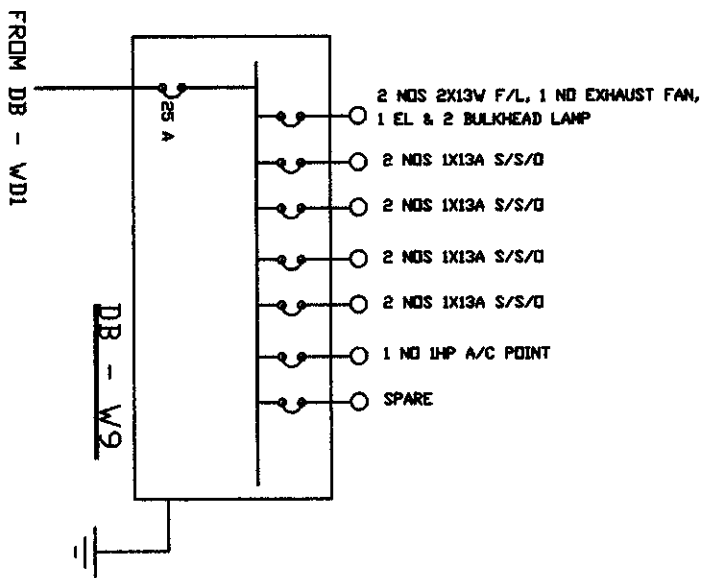 FROM DB - WD1
25 A
DB - W9
2 NOS 2X13W F/L, 1 NO EXHAUST FAN,
1 EL & 2 BULKHEAD LAMP
2 NOS 1X13A S/S/O
2 NOS 1X13A S/S/O
2 NOS 1X13A S/S/O
2 NOS 1X13A S/S/O
1 NO 1HP A/C POINT
SPARE